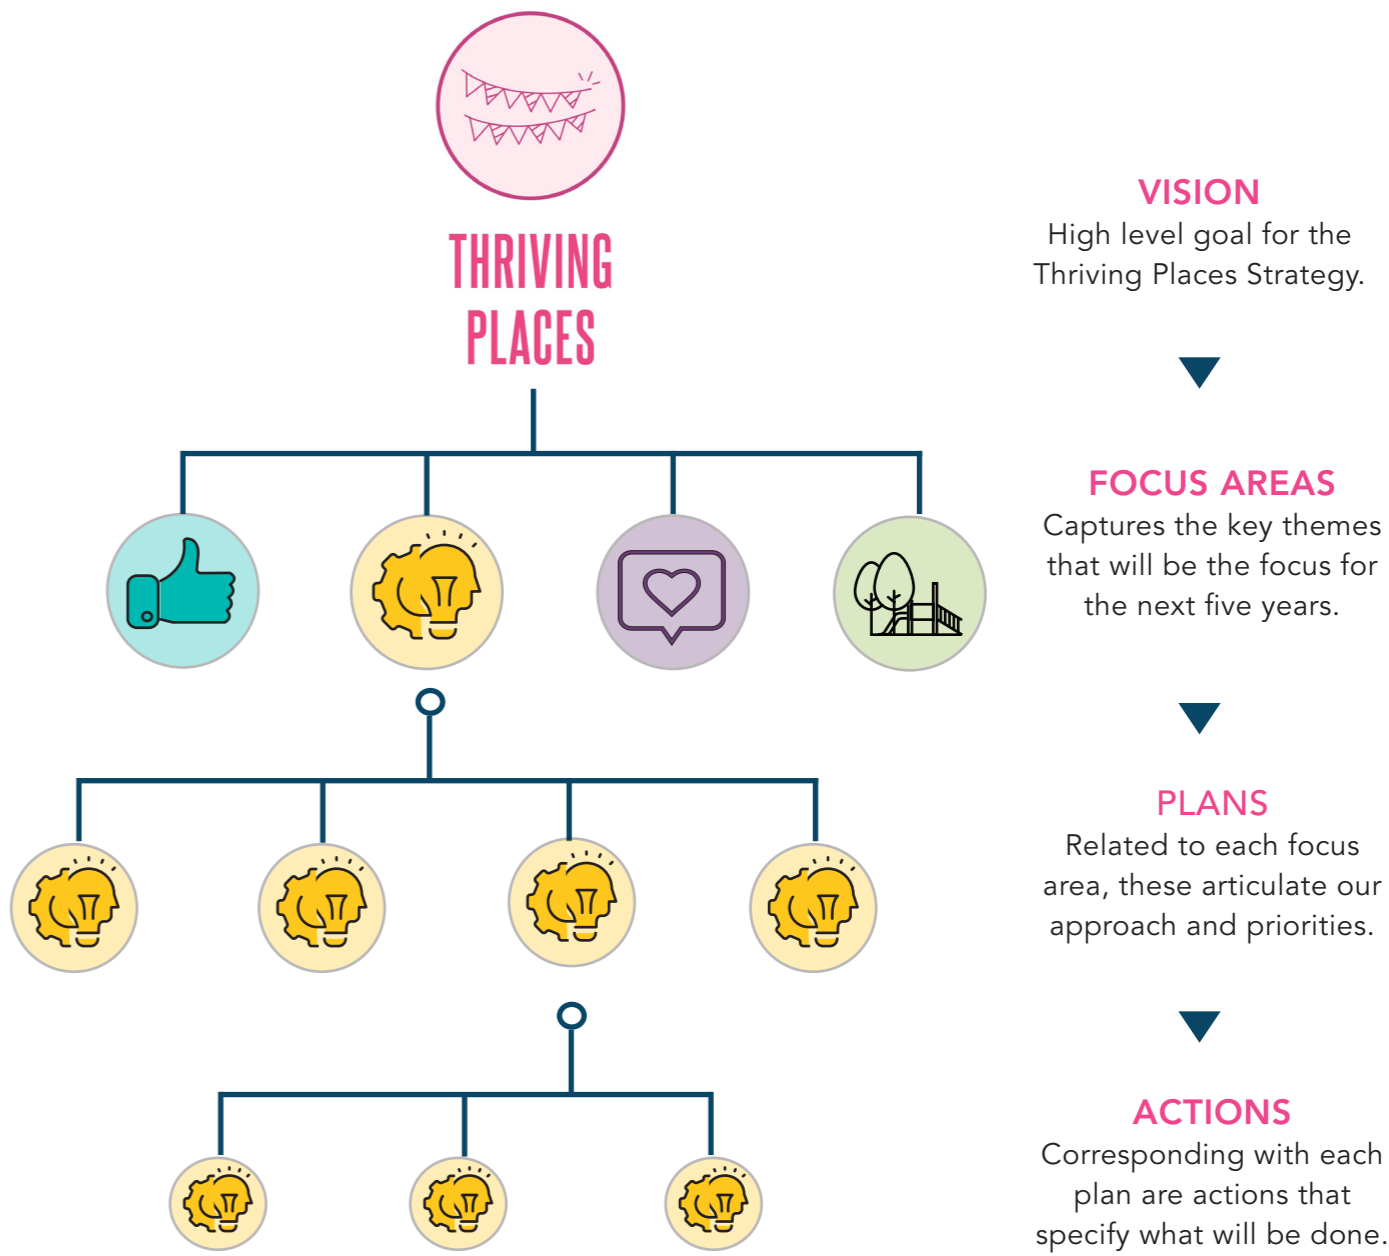 THRIVING
PLACES
VISION
High level goal for the
Thriving Places Strategy.
FOCUS AREAS
Captures the key themes
that will be the focus for
the next five years.
PLANS
Related to each focus
area, these articulate our
approach and priorities.
ACTIONS
Corresponding with each
plan are actions that
specify what will be done.